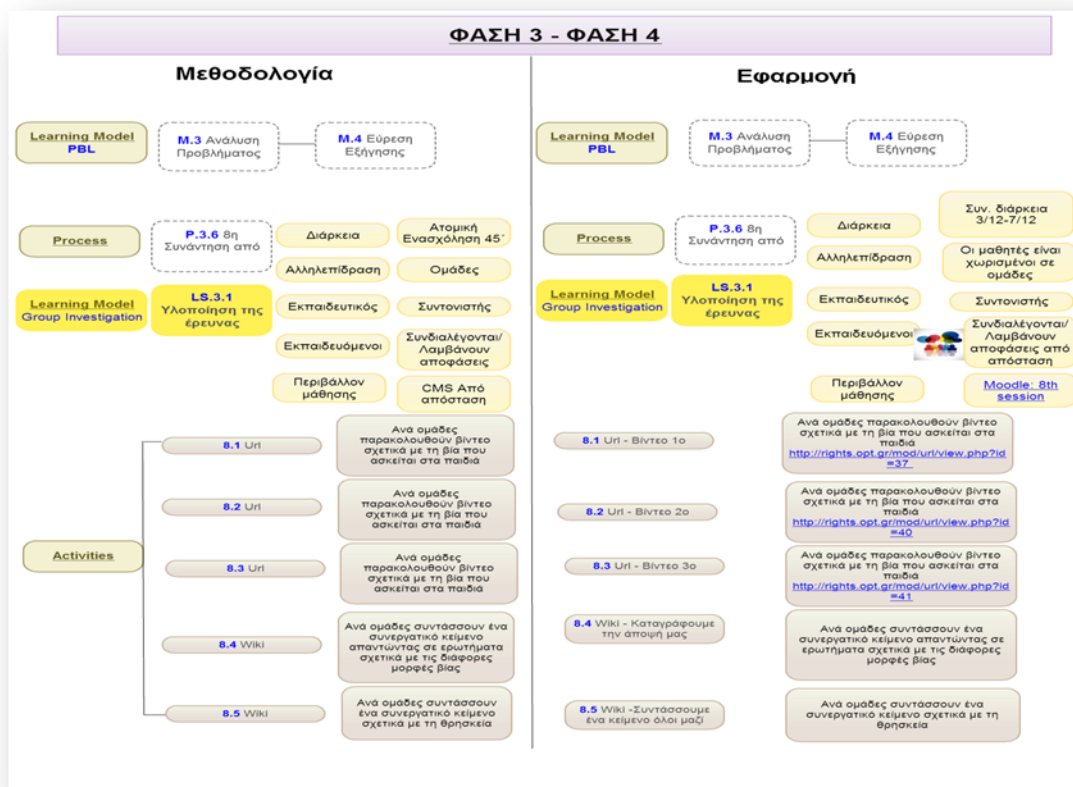 ΦΑΣΗ 3 - ΦΑΣΗ 4
Μεθοδολογία
Learning Model
PBL
Μ.3 Ανάλυση
Προβλήματος
Μ.4 Εύρεση
Εξήγησης
Process
P.3.6 8η
Συνάντηση από
Διάρκεια
Ατομική
Ενασχόληση 45΄
Αλληλεπίδραση
Ομάδες
Learning Model
Group Investigation
LS.3.1
Υλοποίηση της
έρευνας
Εκπαιδευτικός
Συντονιστής
Εκπαιδευόμενοι
Συνδιαλέγονται/
Λαμβάνουν
αποφάσεις
Περιβάλλον
μάθησης
CMS Από
απόσταση
Activities
8.1 Url
Ανά ομάδες
παρακολουθούν βίντεο
σχετικά με τη βία που
ασκείται στα παιδιά
8.2 Url
Ανά ομάδες
παρακολουθούν βίντεο
σχετικά με τη βία που
ασκείται στα παιδιά
8.3 Url
Ανά ομάδες
παρακολουθούν βίντεο
σχετικά με τη βία που
ασκείται στα παιδιά
8.4 Wiki
Ανά ομάδες συντάσσουν ένα
συνεργατικό κείμενο
απαντώντας σε ερωτήματα
σχετικά με τις διάφορες
μορφές βίας
8.5 Wiki
Ανά ομάδες συντάσσουν
ένα συνεργατικό κείμενο
σχετικά με τη θρησκεία
Εφαρμογή
Learning Model
PBL
Μ.3 Ανάλυση
Προβλήματος
Μ.4 Εύρεση
Εξήγησης
Process
P.3.6 8η
Συνάντηση από
Διάρκεια
Συν. διάρκεια
3/12-7/12
Αλληλεπίδραση
Οι μαθητές είναι
χωρισμένοι σε
ομάδες
Learning Model
Group Investigation
LS.3.1
Υλοποίηση της
έρευνας
Εκπαιδευτικός
Συντονιστής
Εκπαιδευόμενοι
Συνδιαλέγονται/
Λαμβάνουν
αποφάσεις από
απόσταση
Περιβάλλον
μάθησης
Moodle: 8th
session
8.1 Url - Βίντεο 1ο
Ανά ομάδες παρακολουθούν βίντεο
σχετικά με τη βία που ασκείται στα
παιδιά
http://rights.opt.gr/mod/url/view.php?id
=37
8.2 Url - Βίντεο 2ο
Ανά ομάδες παρακολουθούν βίντεο
σχετικά με τη βία που ασκείται στα
παιδιά
http://rights.opt.gr/mod/url/view.php?id
=40
8.3 Url - Βίντεο 3ο
Ανά ομάδες παρακολουθούν βίντεο
σχετικά με τη βία που ασκείται στα
παιδιά
http://rights.opt.gr/mod/url/view.php?id
=41
8.4 Wiki - Καταγράφουμε
την άποψή μας
Ανά ομάδες συντάσσουν ένα
συνεργατικό κείμενο απαντώντας σε
ερωτήματα σχετικά με τις διάφορες
μορφές βίας
8.5 Wiki -Συντάσσουμε
ένα κείμενο όλοι μαζί
Ανά ομάδες συντάσσουν ένα
συνεργατικό κείμενο σχετικά με τη
θρησκεία